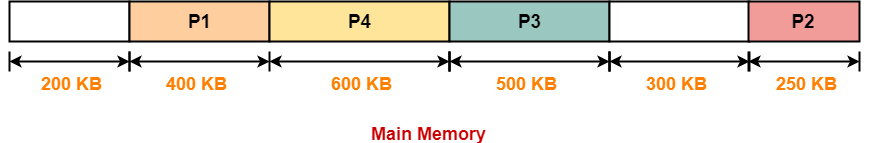 P1 P4 P3 P2
200 KB 400 KB 600 KB 500 KB 300 KB 250 KB
Main Memory